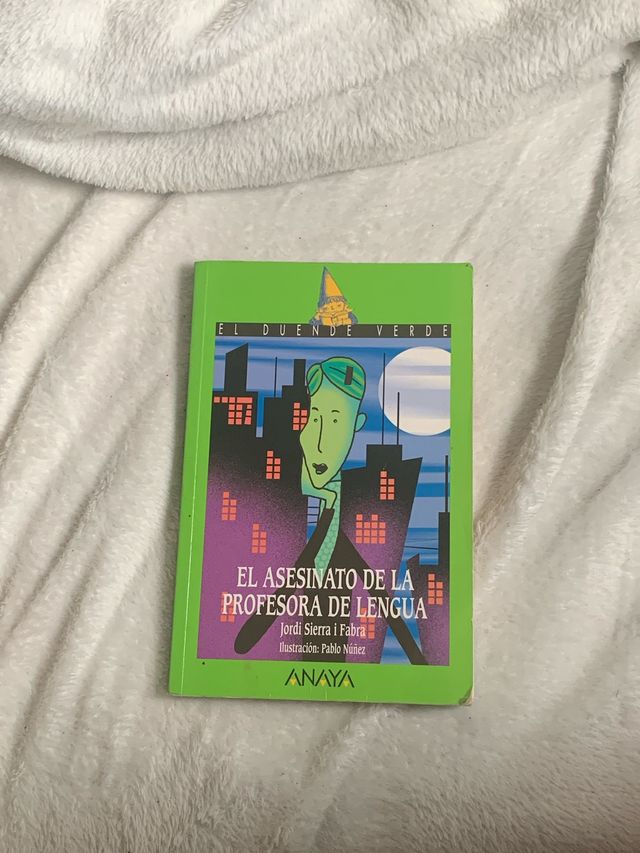 EL DUENDE VERDE
EL ASESINATO DE LA
PROFESORA DE LENGUA
Jordi Sierra i Fabra
Ilustración: Pablo Núñez
ANAYA